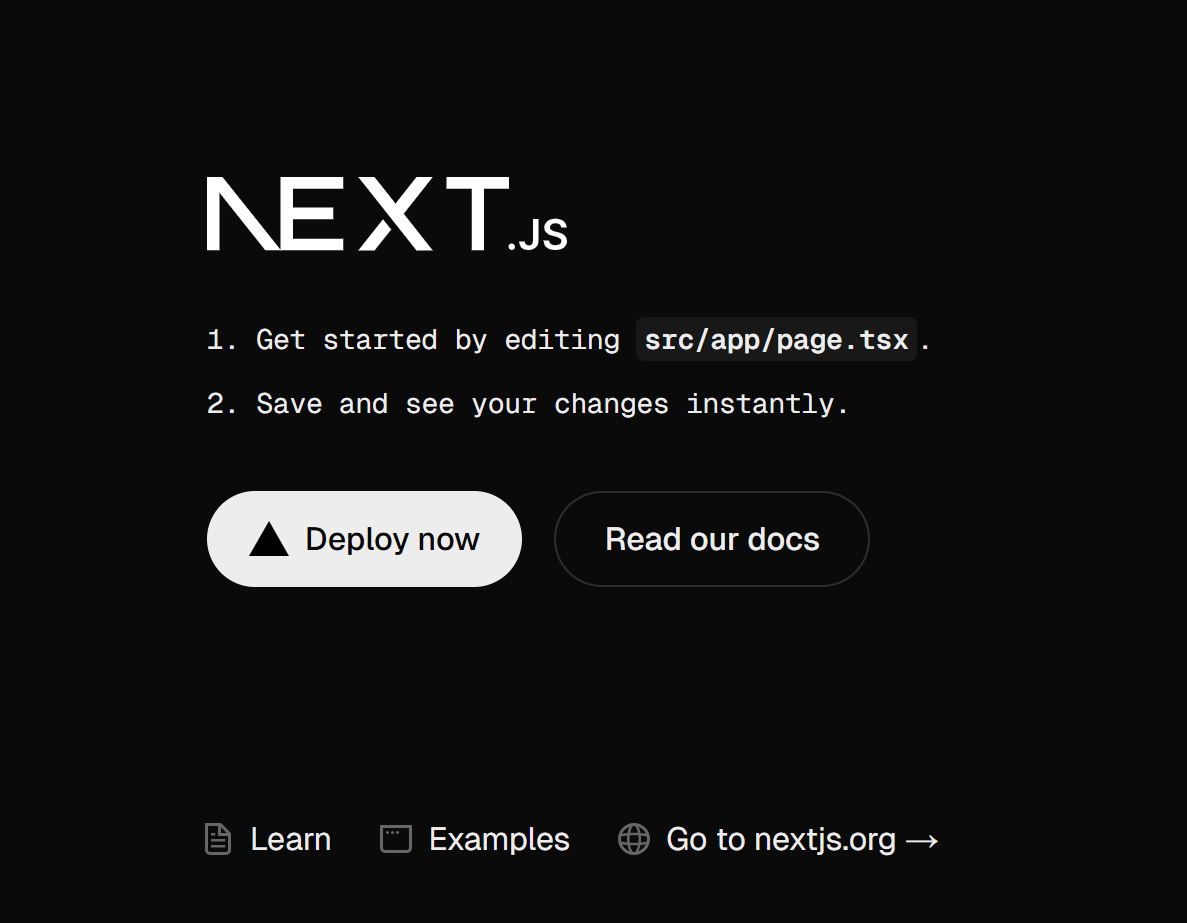 NEXT.JS
1. Get started by editing src/app/page.tsx.
2. Save and see your changes instantly.
Deploy now
Read our docs
Learn
Examples
Go to nextjs.org →